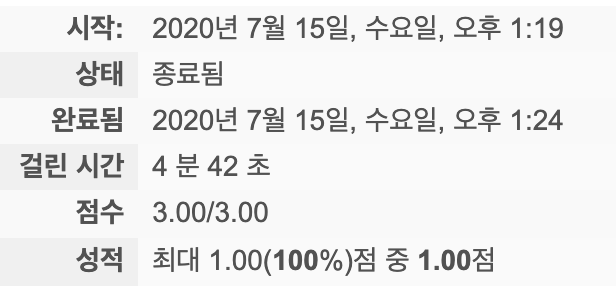 시작: 2020년 7월 15일, 수요일, 오후 1:19
상태 종료됨
완료됨 2020년 7월 15일, 수요일, 오후 1:24
걸린 시간 4 분 42 초
점수 3.00/3.00
성적 최대 1.00(100%)점 중 1.00점